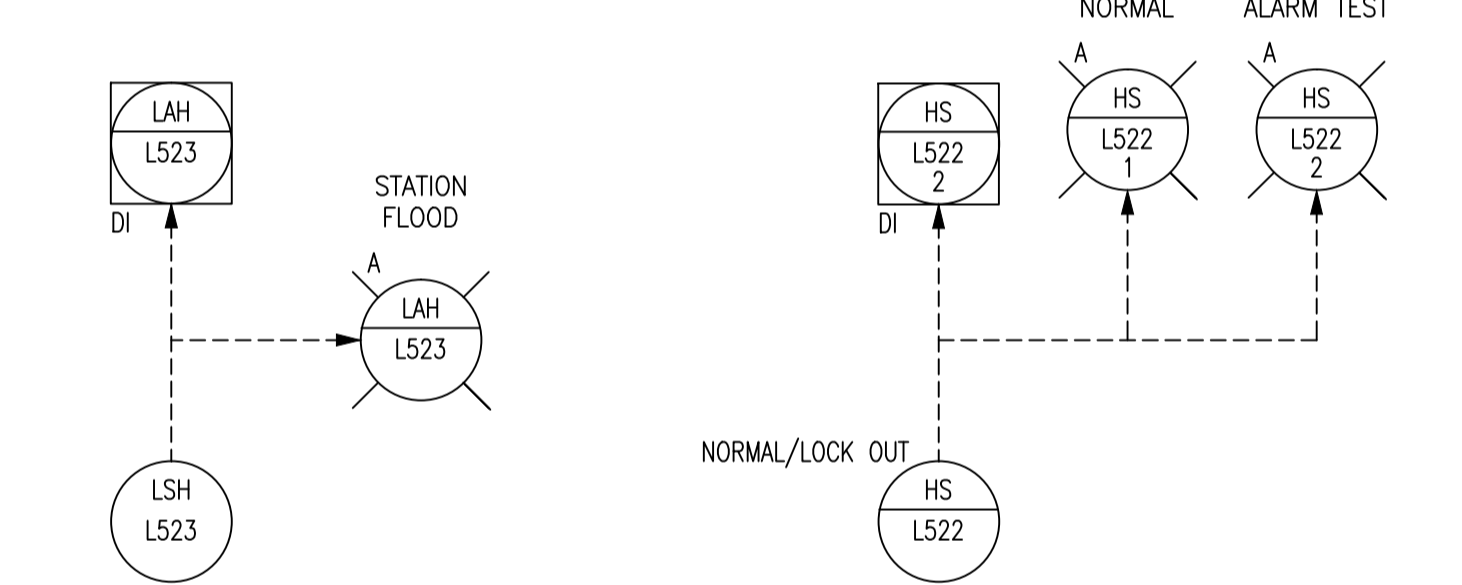 NORMAL
ALARM TEST
A
A
LAH
L523
DI
STATION
FLOOD
A
LAH
L523
LSH
L523
HS
L522
2
DI
HS
L522
1
HS
L522
2
NORMAL/LOCK OUT
HS
L522